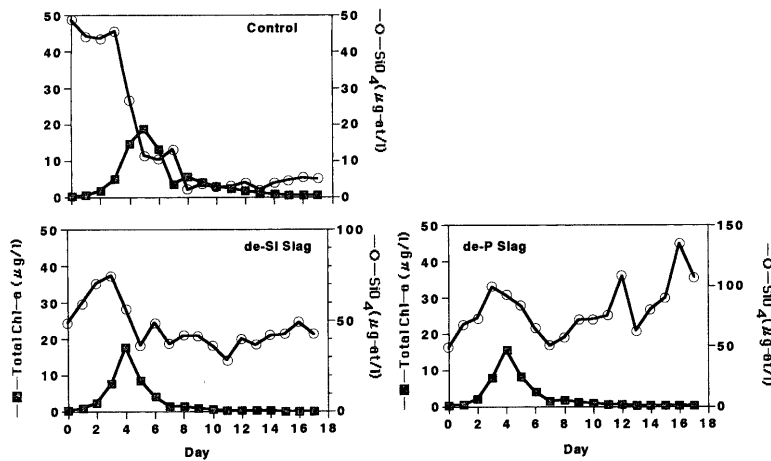 Control
50
40
30
20
10
0
50
40
30
20
10
0
—O—SiO4(μg-at/l)
de-SI Slag
—■—Total Chl—a (μg/l)
50
40
30
20
10
0
100
50
0
—O—SiO4(μg-at/l)
0 2 4 6 8 10 12 14 16 18
Day
de-P Slag
—■—Total Chl—a (μg/l)
50
40
30
20
10
0
150
100
50
0
—O—SiO4(μg-at/l)
0 2 4 6 8 10 12 14 16 18
Day